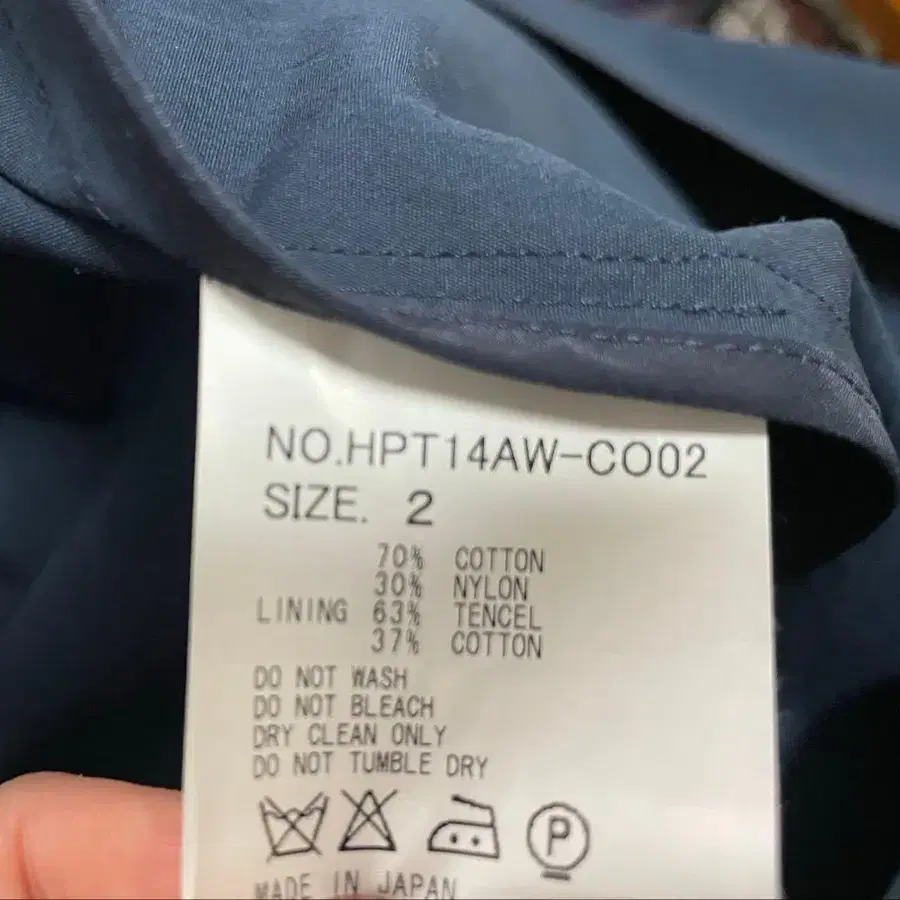 NO.HPT14AW-CO02
SIZE. 2
70% COTTON
30% NYLON
LINING 63% TENCEL
37% COTTON
DO NOT WASH
DO NOT BLEACH
DRY CLEAN ONLY
DO NOT TUMBLE DRY
P
MADE IN JAPAN